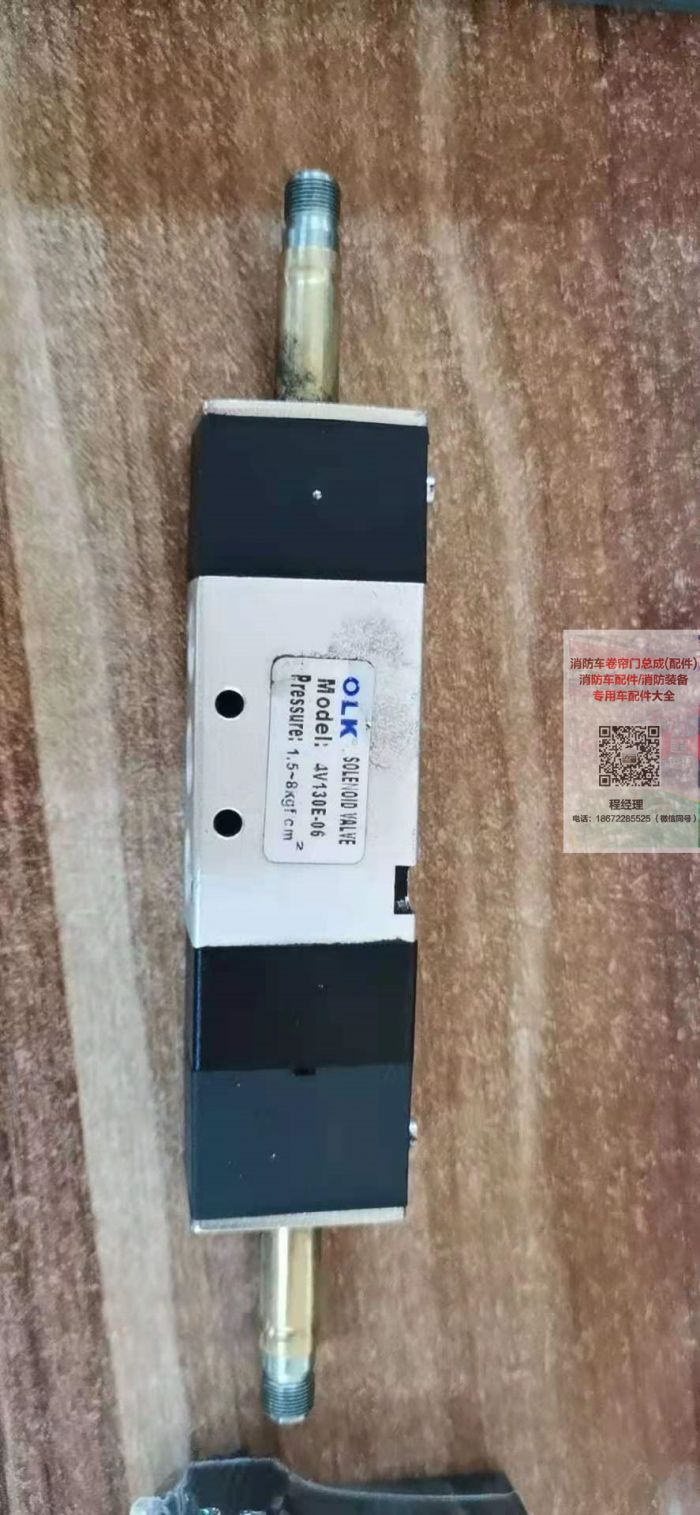 OLK SOLENOID VALVE
Model: 4V130E-06
Pressure: 1.5~8kgf cm²
消防车卷帘门总成(配件)
消防车配件/消防装备
专用车配件大全
程经理
电话：18672285525（微信同号）